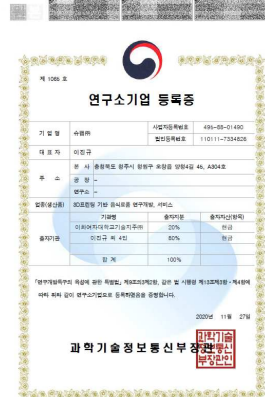 제 1065 호
연구소기업 등록증
기 업 명 슈팹㈜ 사업자등록번호 495-88-01490
법인등록번호 110111-7334826
대 표 자 이진규
주 소 본 사 충청북도 청주시 청원구 오창읍 양청4길 46, A304호
공 장 -
연구소 -
업종(생산품) 3D프린팅 기반 음식료품 연구개발, 서비스
출자기관 기관명 출자지분 출자자산(항목)
이화여자대학교기술지주㈜ 20% 현금
이진규 외 4인 80% 현금
합 계 100%
「연구개발특구의 육성에 관한 특별법」 제9조의3제2항, 같은 법 시행령 제13조제3항ㆍ제4항에
따라 위와 같이 연구소기업으로 등록하였음을 증명합니다.
2020년 11월 27일
과학기술정보통신부장관